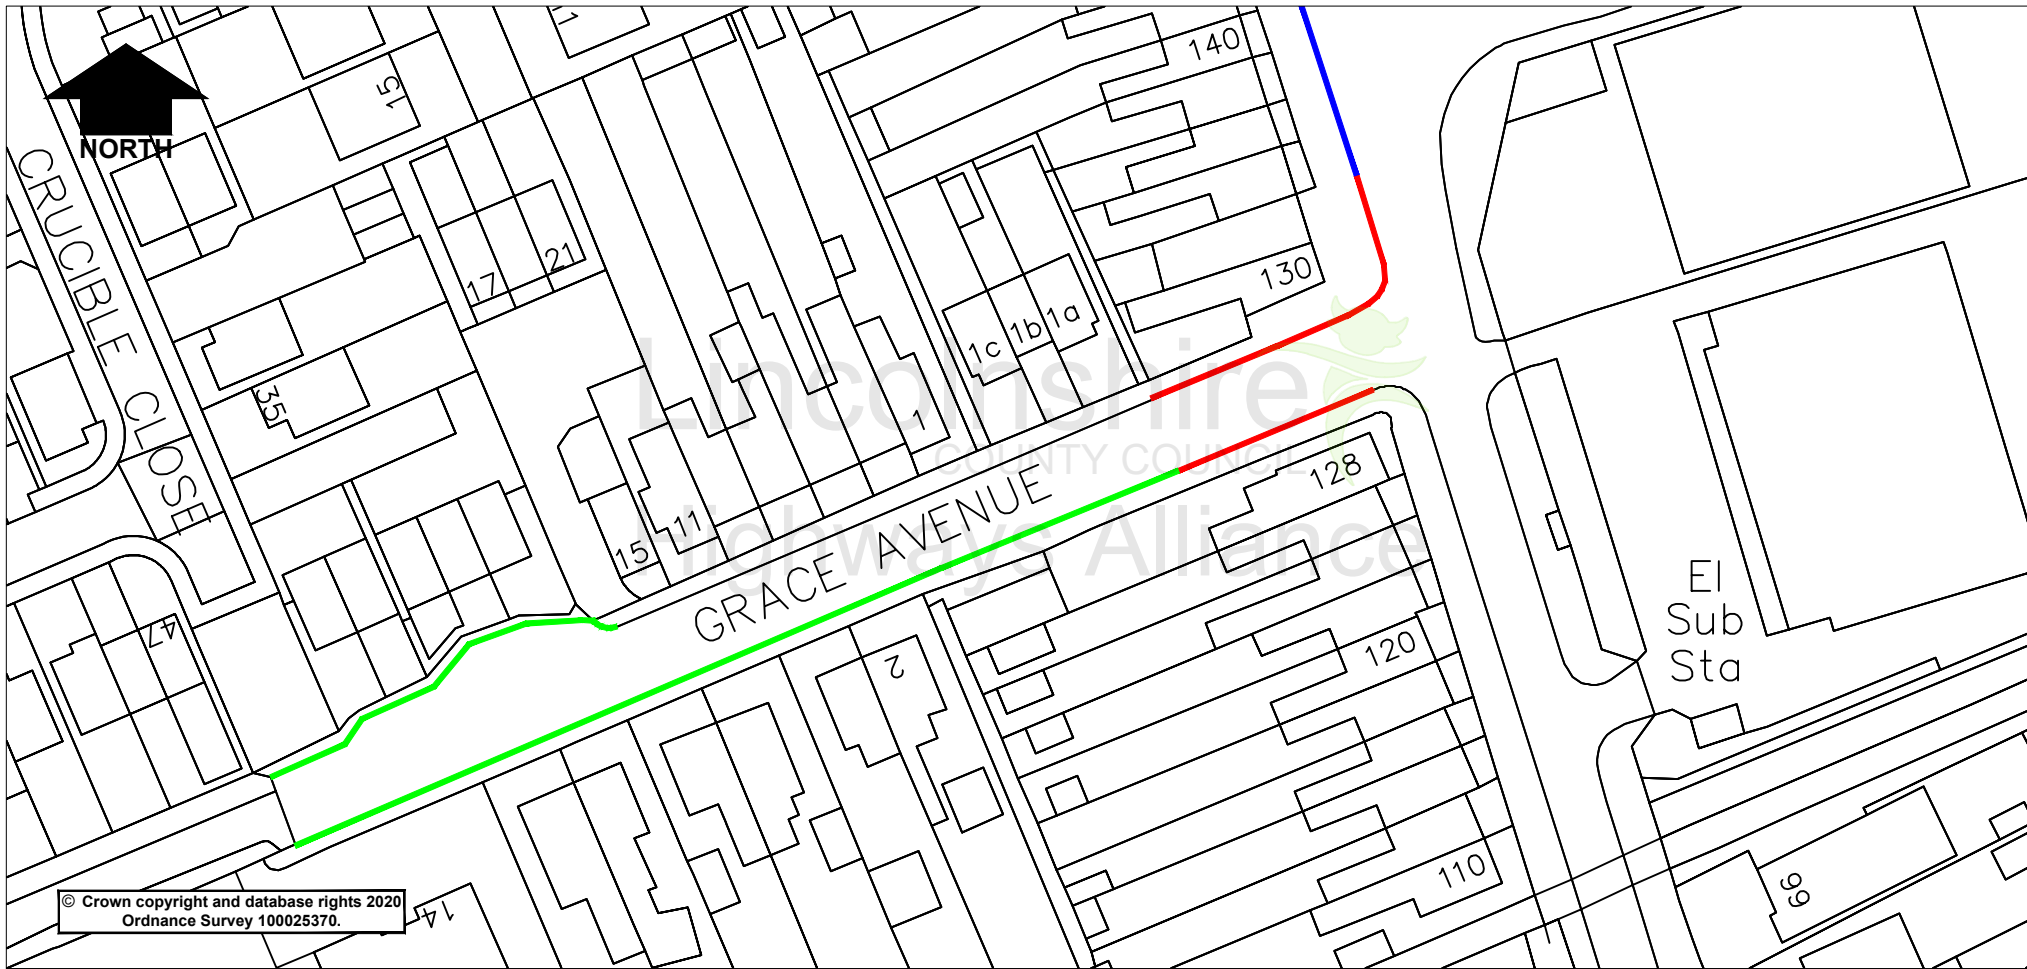 NORTH
CRUCIBLE CLOSE
15
140
17
21
130
1c
1b
1a
35
1
Lincolnshire
COUNTY COUNCIL
Highways Alliance
128
11
15
GRACE AVENUE
El
Sub
Sta
47
2
120
110
99
14
© Crown copyright and database rights 2020
Ordnance Survey 100025370.